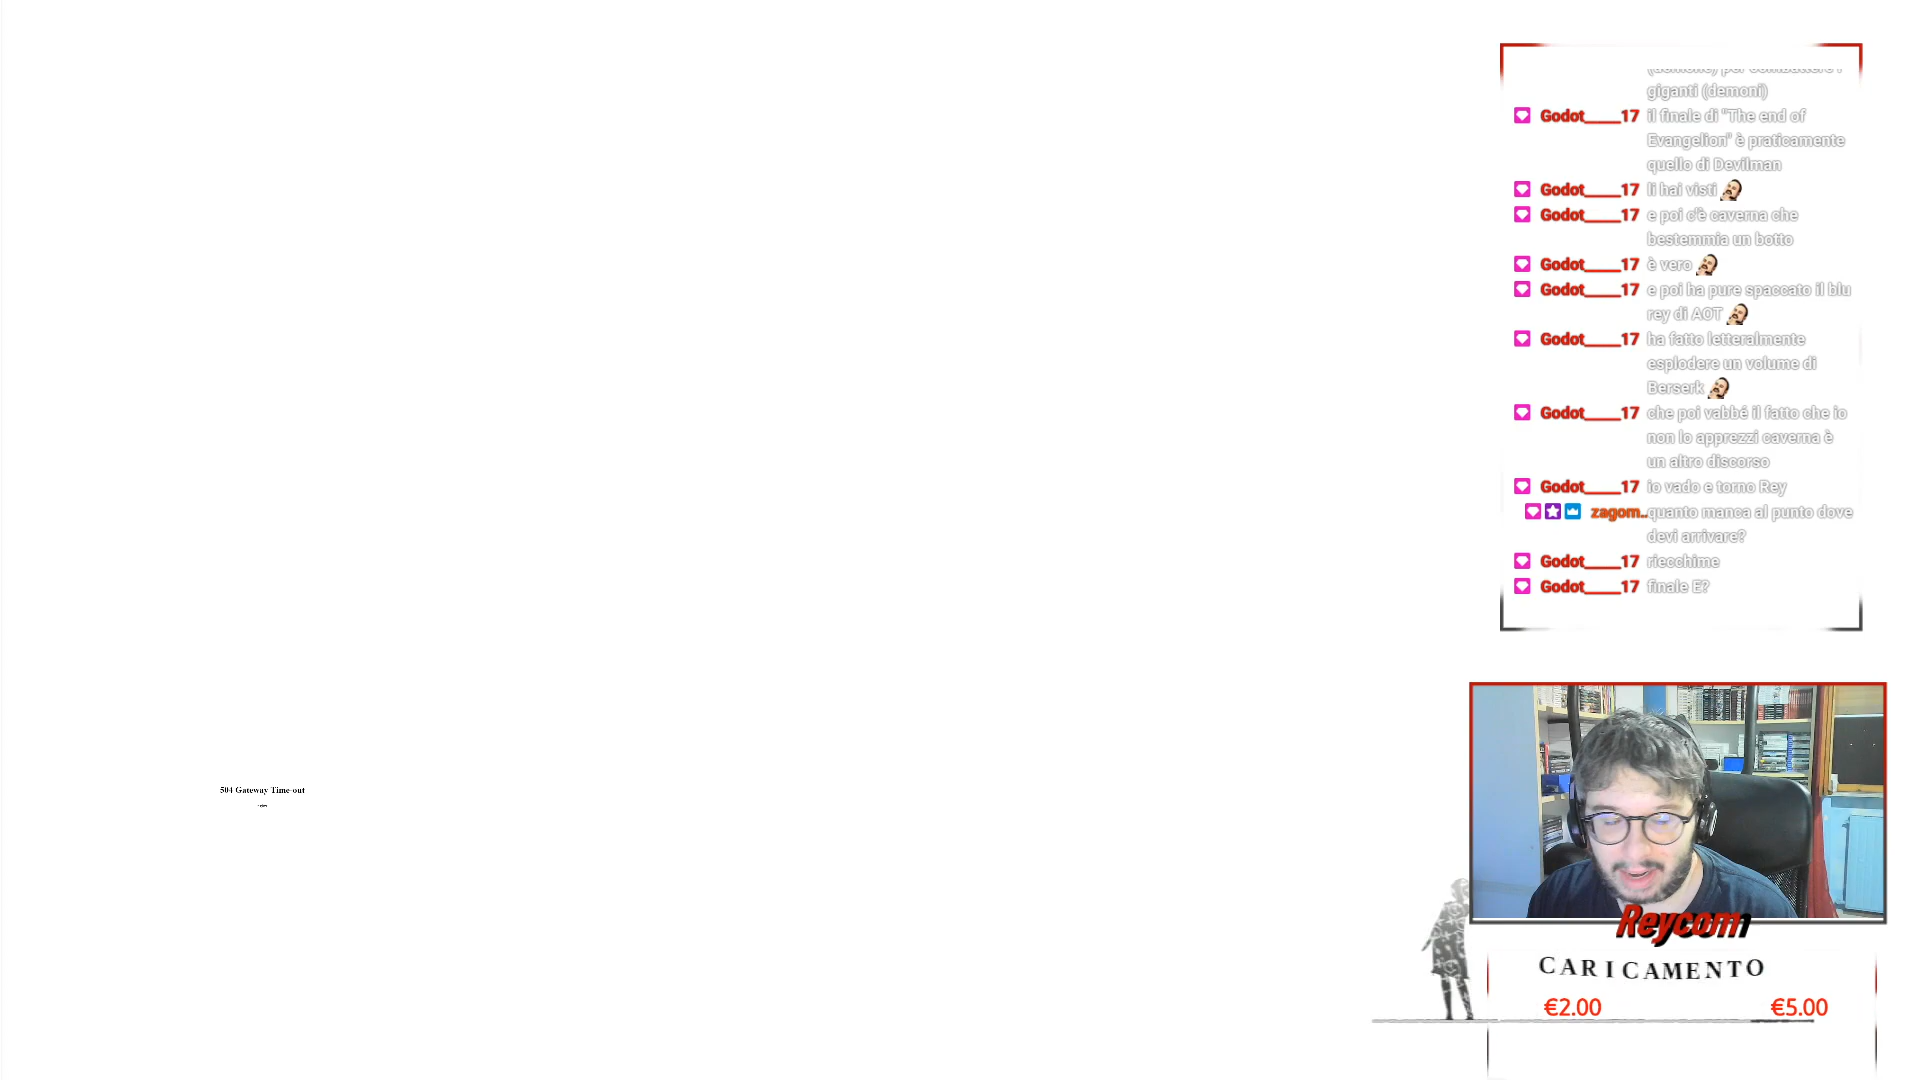 giganti (demoni)
Godot____17 il finale di "The end of
Evangelion" è praticamente
quello di Devilman
Godot____17 li hai visti
Godot____17 e poi c'è caverna che
bestemmia un botto
Godot____17 è vero
Godot____17 e poi ha pure spaccato il blu
rey di AOT
Godot____17 ha fatto letteralmente
esplodere un volume di
Berserk
Godot____17 che poi vabbé il fatto che io
non lo apprezzi caverna è
un altro discorso
Godot____17 io vado e torno Rey
zagom.. quanto manca al punto dove
devi arrivare?
Godot____17 riecchime
Godot____17 finale E?
504 Gateway Time-out
Reycom
CARICAMENTO
€2.00 €5.00